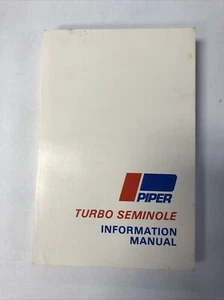 PIPER
TURBO SEMINOLE
INFORMATION
MANUAL